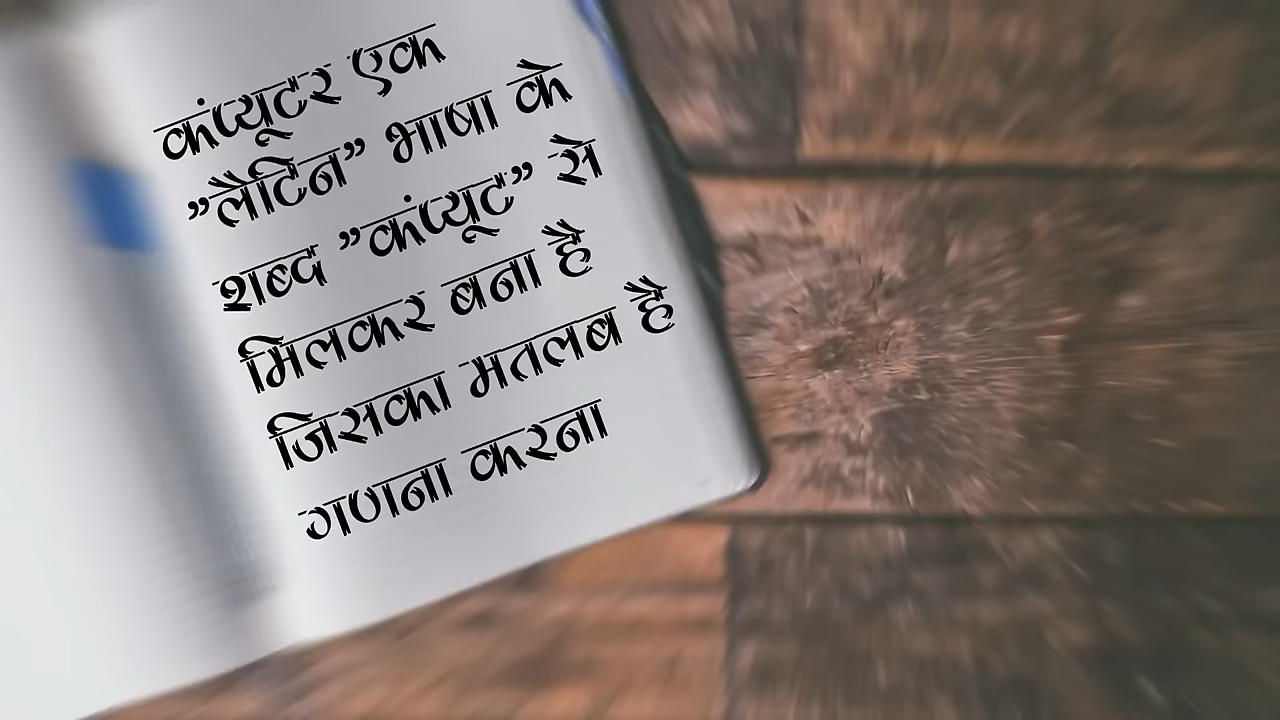 कंप्यूटर एक
”लैटिन” भाषा के
शब्द ”कंप्यूट” से
मिलकर बना है
जिसका मतलब है
गणना करना